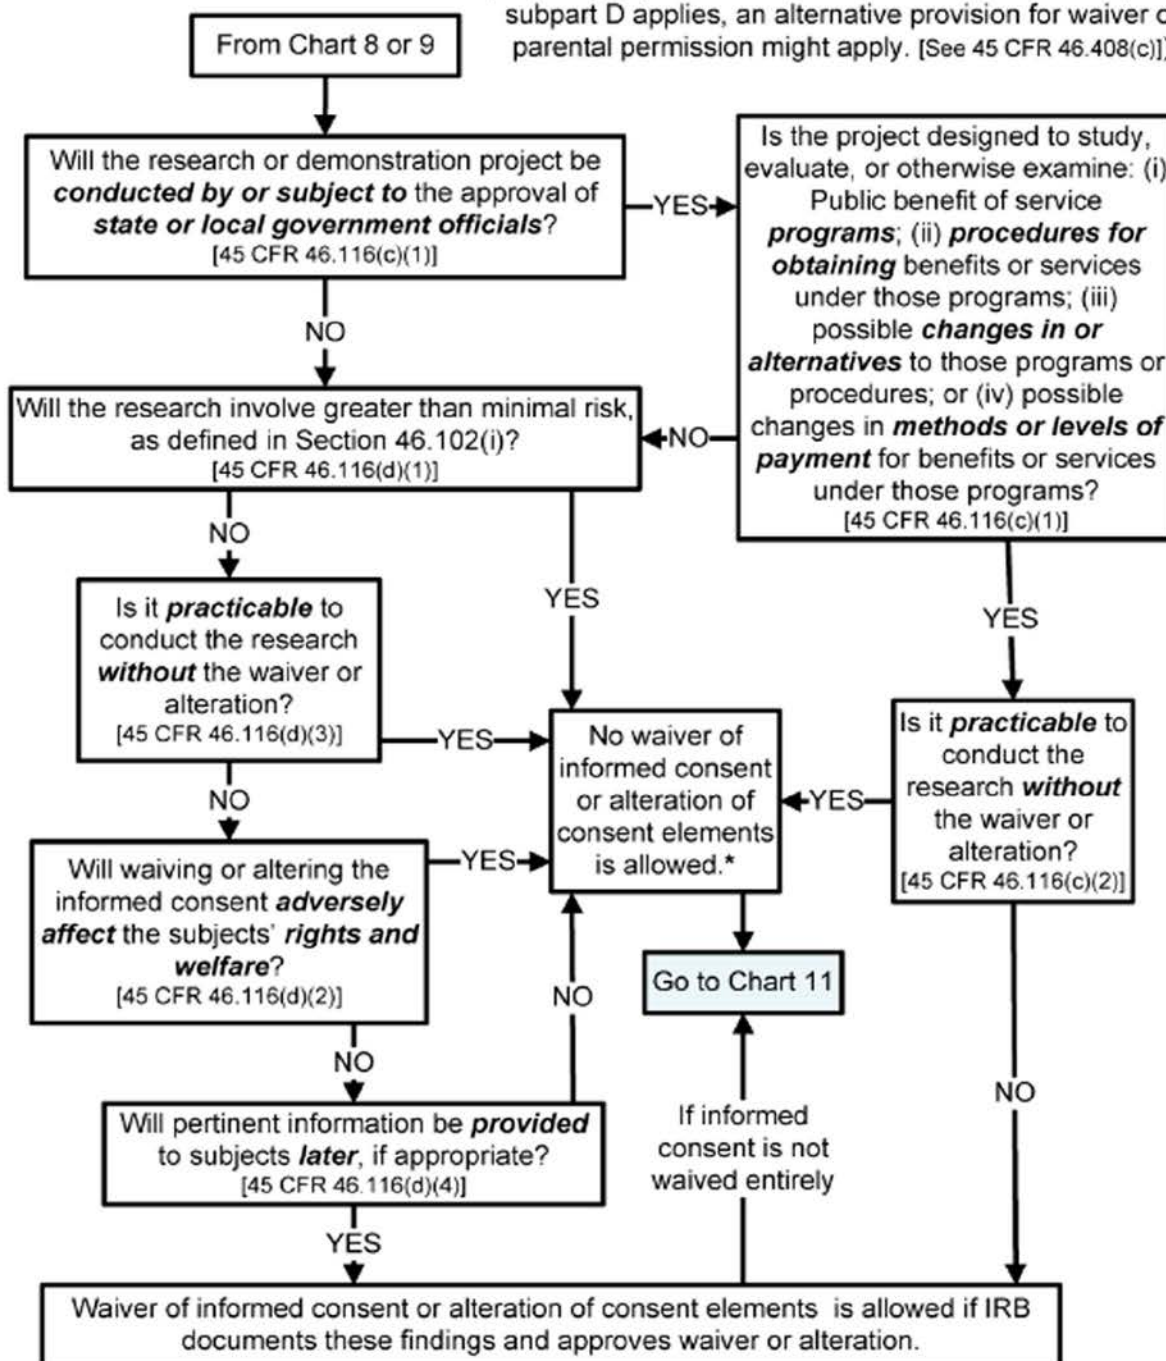 subpart D applies, an alternative provision for waiver
parental permission might apply. [See 45 CFR 46.408(c)])
From Chart 8 or 9
Will the research or demonstration project be
conducted by or subject to the approval of
state or local government officials?
[45 CFR 46.116(c)(1)]
YES
Is the project designed to study,
evaluate, or otherwise examine: (i)
Public benefit of service
programs; (ii) procedures for
obtaining benefits or services
under those programs; (iii)
possible changes in or
alternatives to those programs or
procedures; or (iv) possible
changes in methods or levels of
payment for benefits or services
under those programs?
[45 CFR 46.116(c)(1)]
NO
NO
Will the research involve greater than minimal risk,
as defined in Section 46.102(i)?
[45 CFR 46.116(d)(1)]
NO
YES
YES
Is it practicable to
conduct the research
without the waiver or
alteration?
[45 CFR 46.116(d)(3)]
YES
No waiver of
informed consent
or alteration of
consent elements
is allowed.*
YES
Is it practicable to
conduct the
research without
the waiver or
alteration?
[45 CFR 46.116(c)(2)]
NO
Will waiving or altering the
informed consent adversely
affect the subjects' rights and
welfare?
[45 CFR 46.116(d)(2)]
YES
NO
Go to Chart 11
NO
NO
Will pertinent information be provided
to subjects later, if appropriate?
[45 CFR 46.116(d)(4)]
If informed
consent is not
waived entirely
YES
Waiver of informed consent or alteration of consent elements is allowed if IRB
documents these findings and approves waiver or alteration.